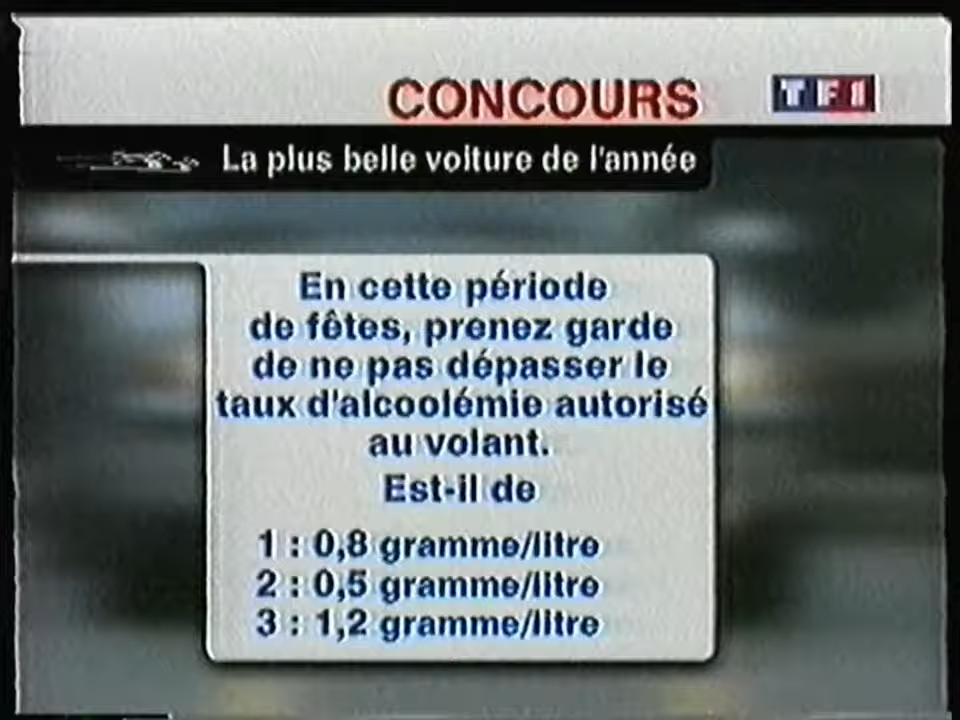 CONCOURS TF1
La plus belle voiture de l'année
En cette période
de fêtes, prenez garde
de ne pas dépasser le
taux d'alcoolémie autorisé
au volant.
Est-il de
1 : 0,8 gramme/litre
2 : 0,5 gramme/litre
3 : 1,2 gramme/litre